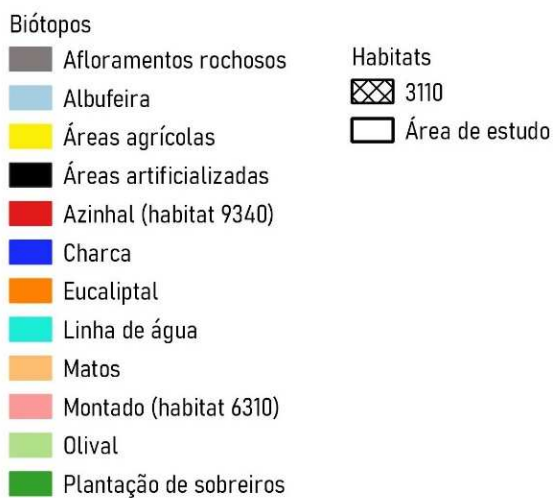 Biótopos
Afloramentos rochosos
Albufeira
Áreas agrícolas
Áreas artificializadas
Azinhal (habitat 9340)
Charca
Eucaliptal
Linha de água
Matos
Montado (habitat 6310)
Olival
Plantação de sobreiros
Habitats
3110
Área de estudo